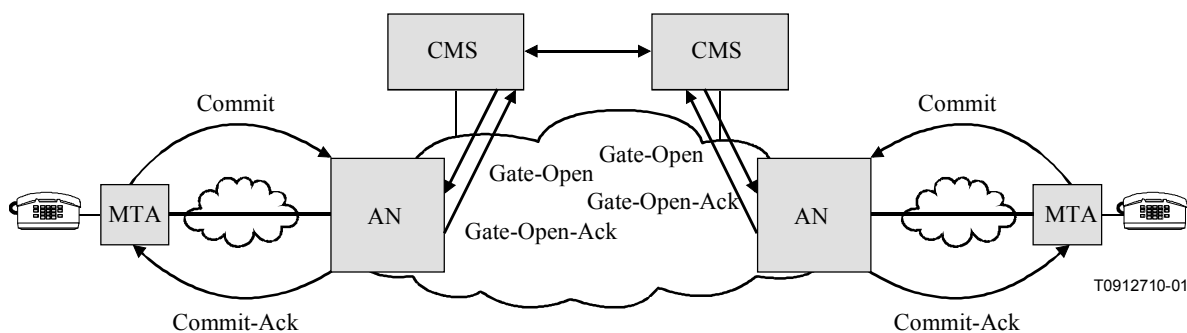 CMS
CMS
Commit
Commit
Gate-Open
Gate-Open
MTA
AN
Gate-Open-Ack
AN
MTA
Gate-Open-Ack
T0912710-01
Commit-Ack
Commit-Ack